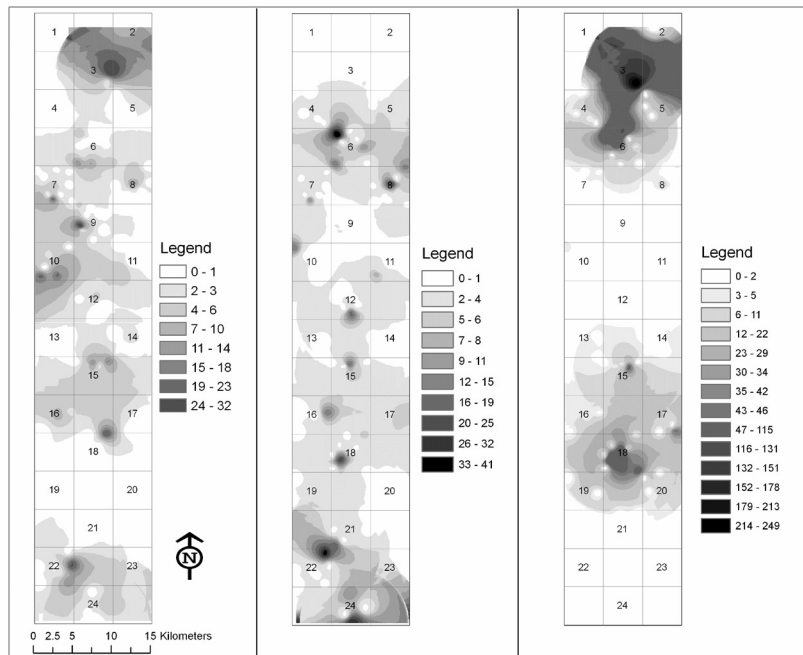 1 2
3
4 5
6
7 8
9
10 11
12
13 14
15
16 17
18
19 20
21
22 23
24
Legend
0 - 1
2 - 3
4 - 6
7 - 10
11 - 14
15 - 18
19 - 23
24 - 32
N
0 2.5 5 10 15 Kilometers
1 2
3
4 5
6
7 8
9
10 11
12
13 14
15
16 17
18
19 20
21
22 23
24
Legend
0 - 1
2 - 4
5 - 6
7 - 8
9 - 11
12 - 15
16 - 19
20 - 25
26 - 32
33 - 41
1 2
3
4 5
6
7 8
9
10 11
12
13 14
15
16 17
18
19 20
21
22 23
24
Legend
0 - 2
3 - 5
6 - 11
12 - 22
23 - 29
30 - 34
35 - 42
43 - 46
47 - 115
116 - 131
132 - 151
152 - 178
179 - 213
214 - 249